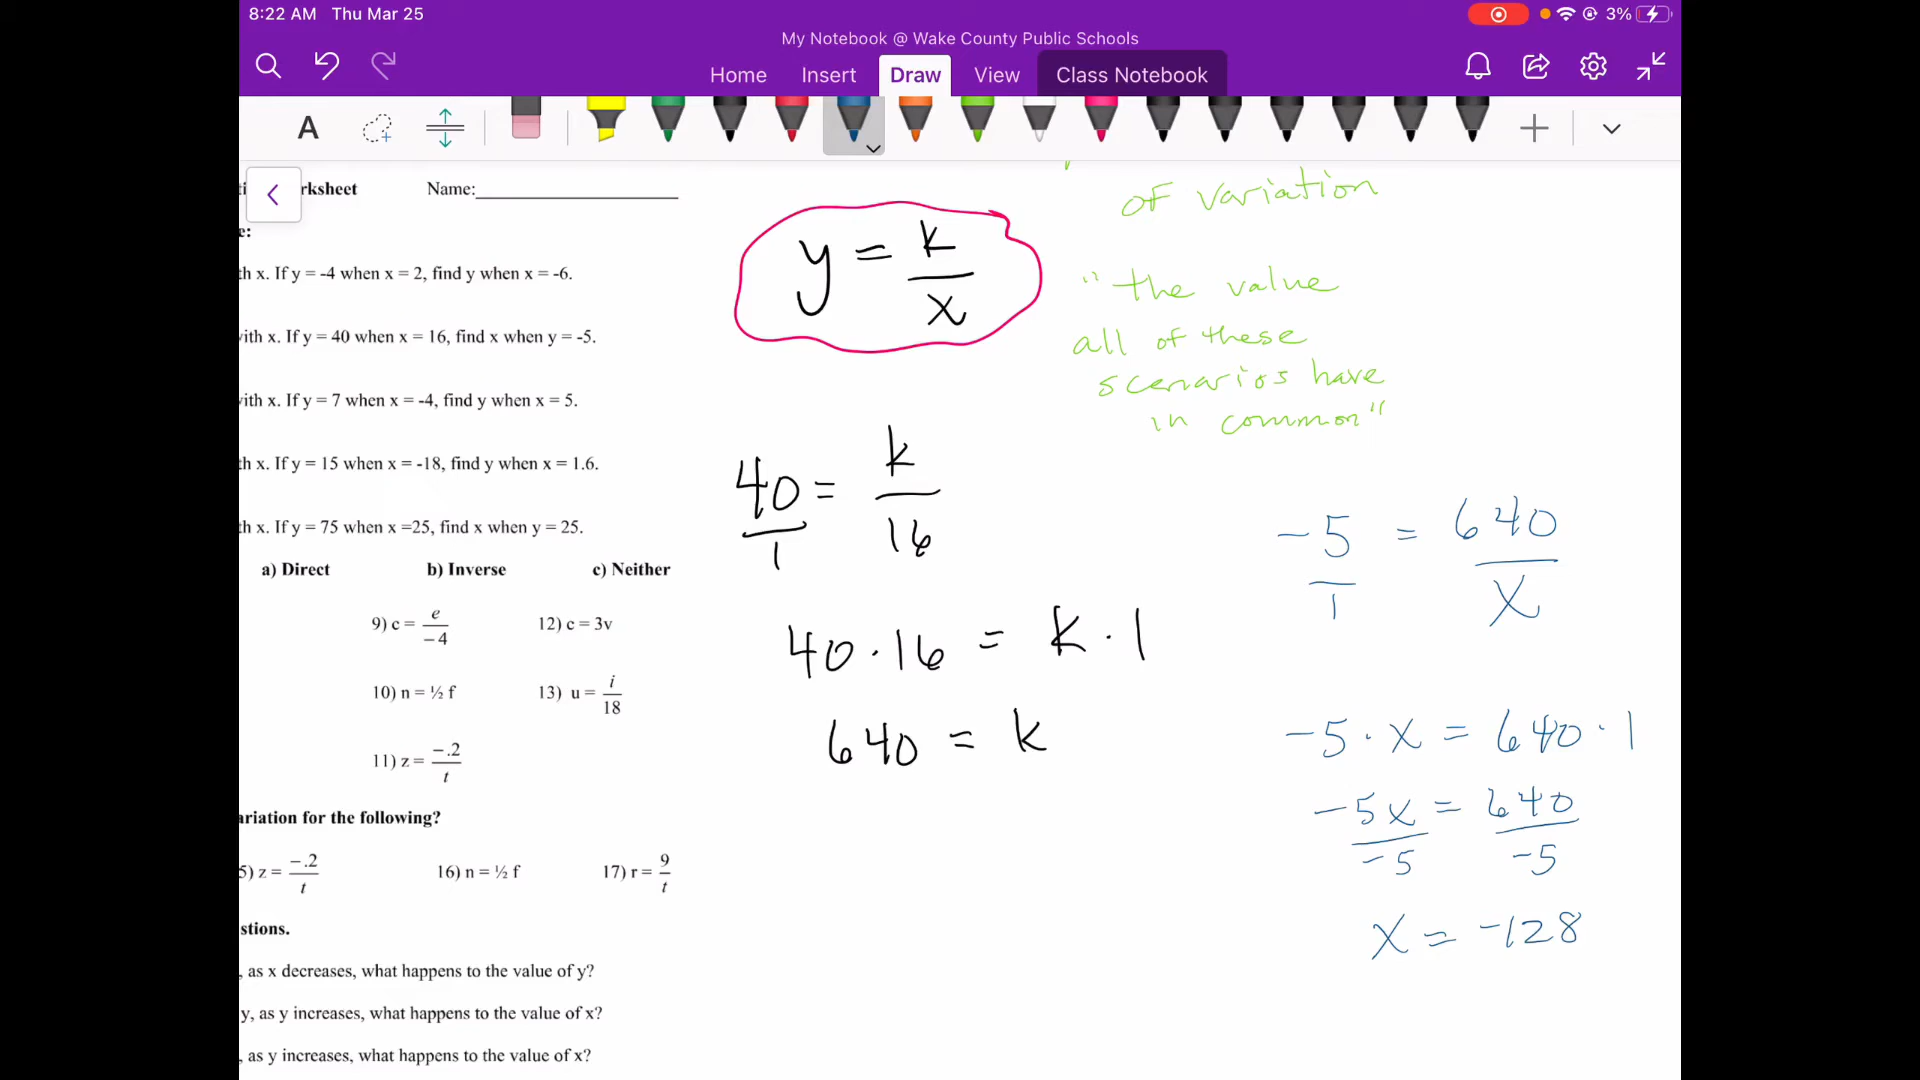 8:22 AM Thu Mar 25
3%
My Notebook @ Wake County Public Schools
Home Insert Draw View Class Notebook
A
rksheet Name:
e:
th x. If y = -4 when x = 2, find y when x = -6.
vith x. If y = 40 when x = 16, find x when y = -5.
vith x. If y = 7 when x = -4, find y when x = 5.
th x. If y = 15 when x = -18, find y when x = 1.6.
th x. If y = 75 when x =25, find x when y = 25.
a) Direct b) Inverse c) Neither
9) c = e/-4 12) c = 3v
10) n = ½ f 13) u = i/18
11) z = -.2/t
ariation for the following?
5) z = -.2/t 16) n = ½ f 17) r = 9/t
stions.
, as x decreases, what happens to the value of y?
y, as y increases, what happens to the value of x?
, as y increases, what happens to the value of x?
y = k/x
of variation
"the value
all of these
scenarios have
in common"
40/1 = k/16
40 · 16 = k · 1
640 = k
-5/1 = 640/x
-5 · x = 640 · 1
-5x/-5 = 640/-5
x = -128